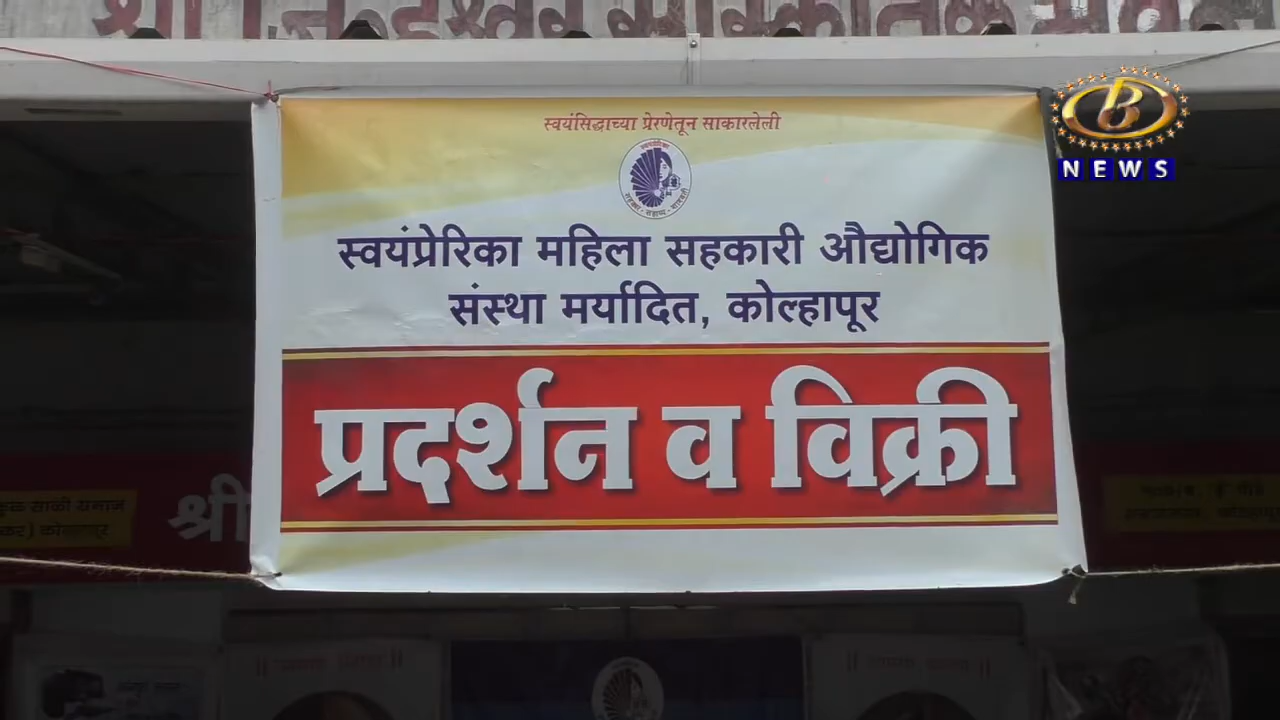 B
NEWS
स्वयंसिद्धाच्या प्रेरणेतून साकारलेली
स्वयंप्रेरिका महिला सहकारी औद्योगिक
संस्था मर्यादित, कोल्हापूर
प्रदर्शन व विक्री
श्री
कोल्हापूर